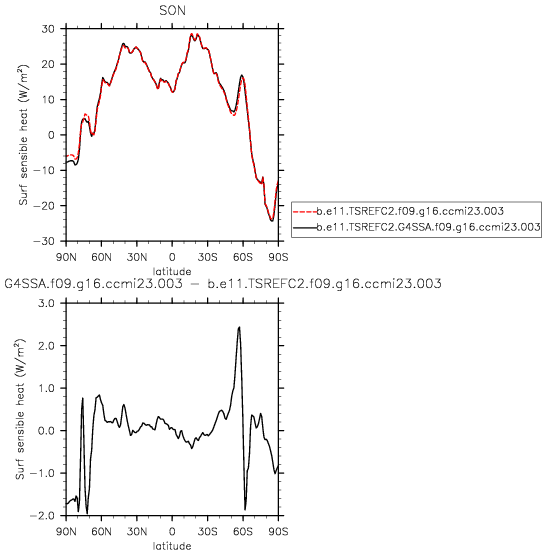 SON
Surf sensible heat (W/m²)
30
20
10
0
−10
−20
−30
90N 60N 30N 0 30S 60S 90S
latitude
b.e11.TSREFC2.f09.g16.ccmi23.003
b.e11.TSREFC2.G4SSA.f09.g16.ccmi23.003
G4SSA.f09.g16.ccmi23.003 − b.e11.TSREFC2.f09.g16.ccmi23.003
Surf sensible heat (W/m²)
3.0
2.0
1.0
0.0
−1.0
−2.0
90N 60N 30N 0 30S 60S 90S
latitude